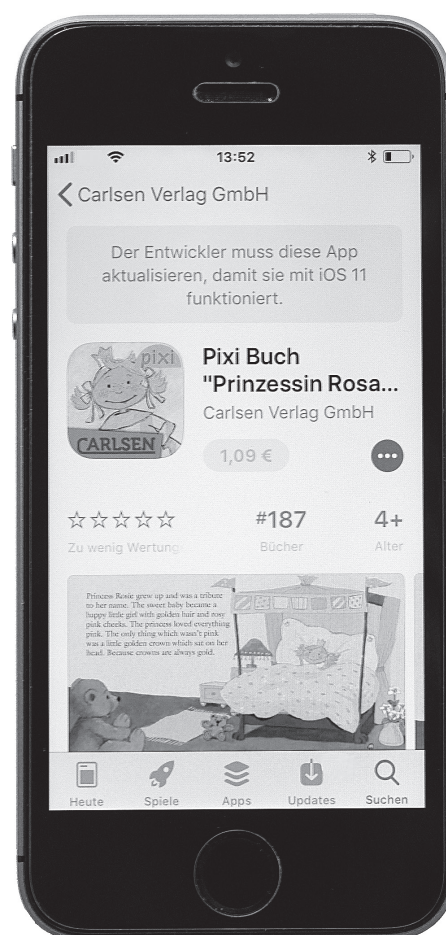 13:52
Carlsen Verlag GmbH
Der Entwickler muss diese App
aktualisieren, damit sie mit iOS 11
funktioniert.
pixi
CARLSEN
Pixi Buch
"Prinzessin Rosa...
Carlsen Verlag GmbH
1,09 €
#187
4+
Zu wenig Wertung
Bücher
Alter
Princess Rosie grew up and was a tribute
to her name. The sweet baby became a
happy little girl with golden hair and rosy
pink cheeks. The princess loved everything
pink. The only thing which wasn't pink
was a little golden crown which sat on her
head. Because crowns are always gold.
Heute
Spiele
Apps
Updates
Suchen